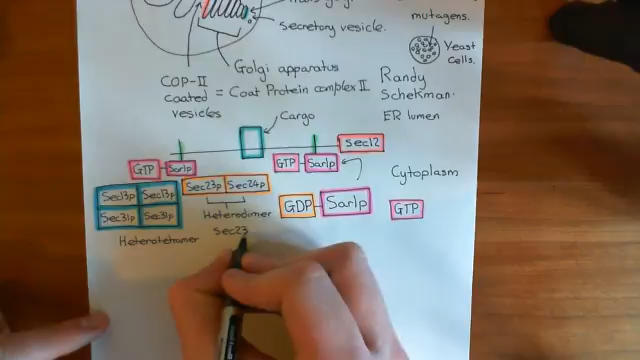 secretory vesicle.
mutagens.
Yeast
Cells.
Golgi apparatus
COP-II
coated
vesicles
= Coat Protein complex II
Randy
Schekman.
ER lumen
Cargo
Sec12
GTP
Sar1p
GTP
Sar1p
Cytoplasm
Sec13p
Sec13p
Sec31p
Sec31p
Sec23p
Sec24p
GDP
Sar1p
GTP
Heterodimer
Heterotetramer
Sec23